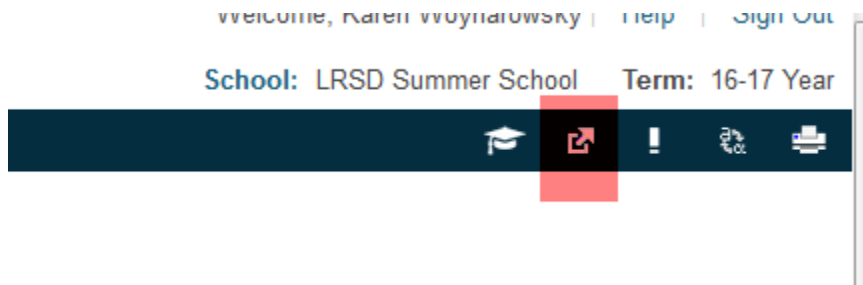 Welcome, Karen Woynarowsky | Help | Sign Out
School: LRSD Summer School Term: 16-17 Year